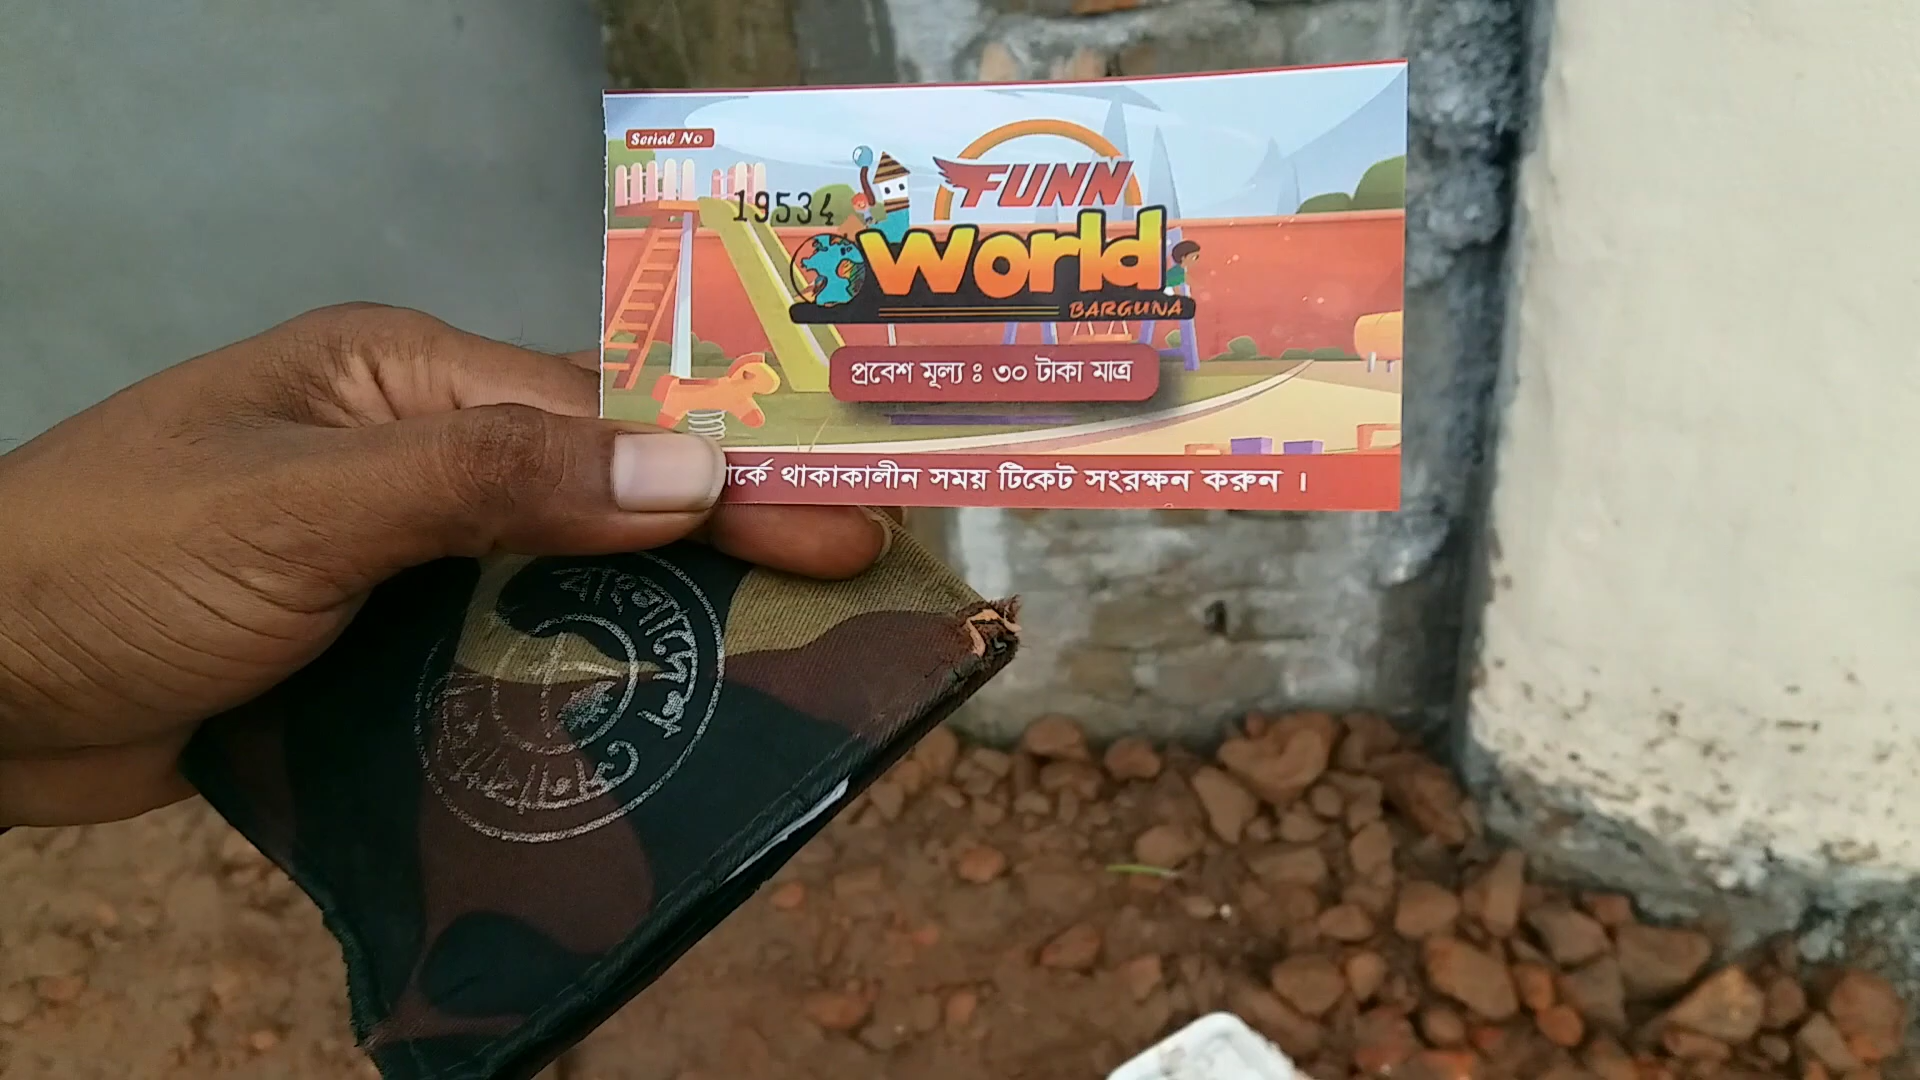 Serial No
19534
FUNN
world
BARGUNA
প্রবেশ মূল্য ঃ ৩০ টাকা মাত্র
র্কে থাকাকালীন সময় টিকেট সংরক্ষন করুন ।
বাংলাদেশ
সেনাবাহিনী